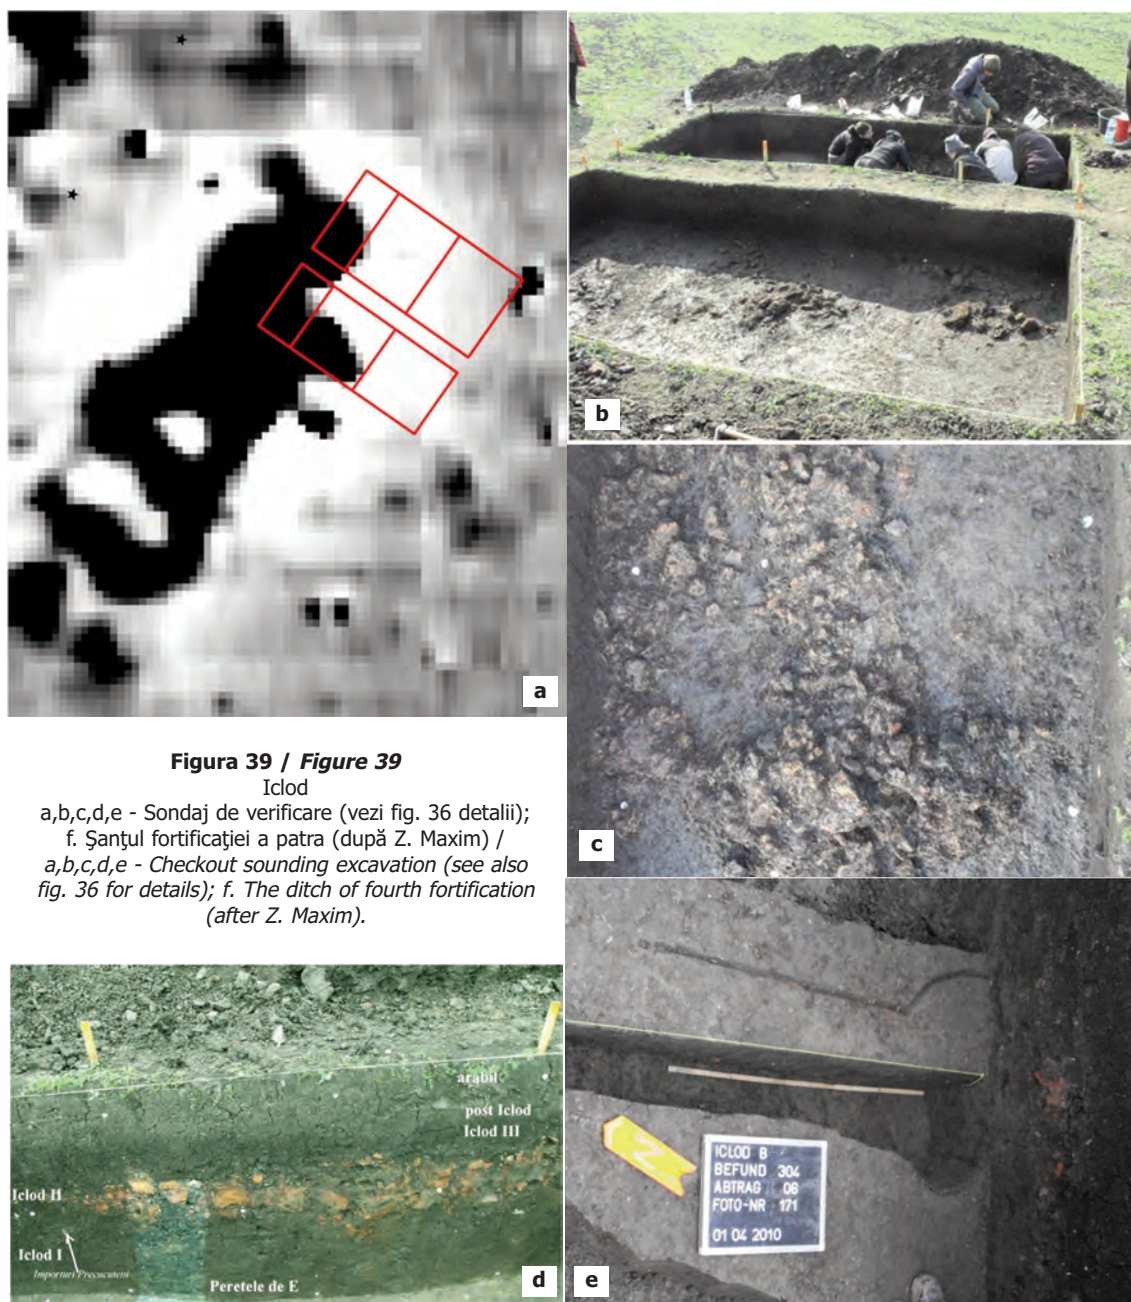 a
b
c
Figura 39 / Figure 39
Iclod
a,b,c,d,e - Sondaj de verificare (vezi fig. 36 detalii);
f. Şanţul fortificaţiei a patra (după Z. Maxim) /
a,b,c,d,e - Checkout sounding excavation (see also
fig. 36 for details); f. The ditch of fourth fortification
(after Z. Maxim).
arabil
post Iclod
Iclod III
Iclod II
Iclod I
Importuri Precucuteni
Peretele de E
d
N
ICLOD B
BEFUND 304
ABTRAG 06
FOTO-NR 171
01 04 2010
e